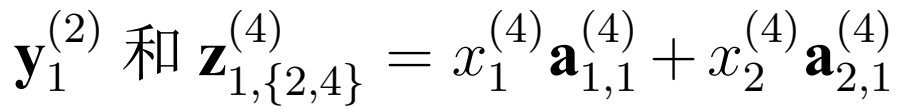 $\mathbf{y}_1^{(2)}$ 和 $\mathbf{z}_{1,\{2,4\}}^{(4)} = x_1^{(4)} \mathbf{a}_{1,1}^{(4)} + x_2^{(4)} \mathbf{a}_{2,1}^{(4)}$